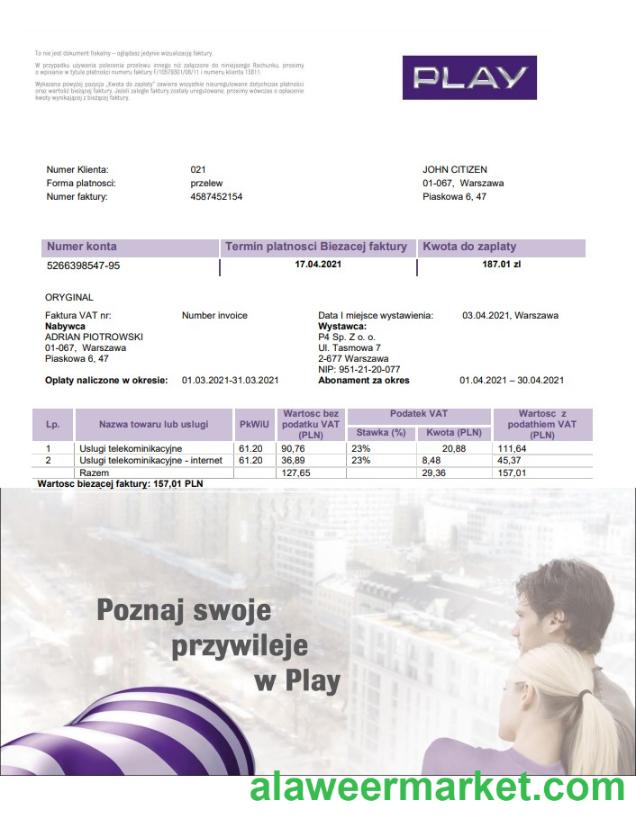 To nie jest dokument fiskalny – oglądasz jedynie wizualizację faktury.
W przypadku używania polecenia przelewu innego niż załączone do niniejszego Rachunku, prosimy
o wpisanie w tytule płatności numeru faktury F/10578301/08/11 i numeru klienta 13811.
Wykazana powyżej pozycja „Kwota do zapłaty" zawiera wszystkie nieuregulowane dotychczas płatności
oraz wartość bieżącej faktury. Jeżeli zaległe faktury zostały uregulowane, prosimy wówczas o opłacenie
kwoty wynikającej z bieżącej faktury.
PLAY
Numer Klienta: 021
Forma platnosci: przelew
Numer faktury: 4587452154
JOHN CITIZEN
01-067, Warszawa
Piaskowa 6, 47
Numer konta Termin platnosci Biezacej faktury Kwota do zaplaty
5266398547-95 17.04.2021 187.01 zl
ORYGINAL
Faktura VAT nr: Number invoice
Nabywca
ADRIAN PIOTROWSKI
01-067, Warszawa
Piaskowa 6, 47
Oplaty naliczone w okresie: 01.03.2021-31.03.2021
Data I miejsce wystawienia: 03.04.2021, Warszawa
Wystawca:
P4 Sp. Z o. o.
Ul. Tasmowa 7
2-677 Warszawa
NIP: 951-21-20-077
Abonament za okres 01.04.2021 – 30.04.2021
Lp. Nazwa towaru lub uslugi PkWiU Wartosc bez podatku VAT (PLN) Podatek VAT Stawka (%) Kwota (PLN) Wartosc z podathiem VAT (PLN)
1 Uslugi telekominikacyjne 61.20 90,76 23% 20,88 111,64
2 Uslugi telekominikacyjne - internet 61.20 36,89 23% 8,48 45,37
Razem 127,65 29,36 157,01
Wartosc biezącej faktury: 157,01 PLN
Poznaj swoje
przywileje
w Play
alaweermarket.com